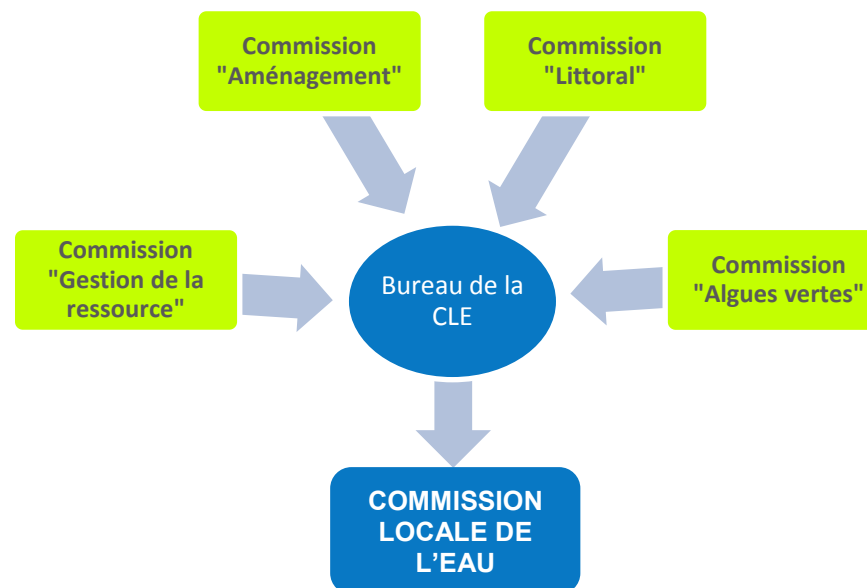 Commission
"Aménagement"
Commission
"Littoral"
Commission
"Gestion de la
ressource"
Bureau de la
CLE
Commission
"Algues vertes"
COMMISSION
LOCALE DE
L’EAU